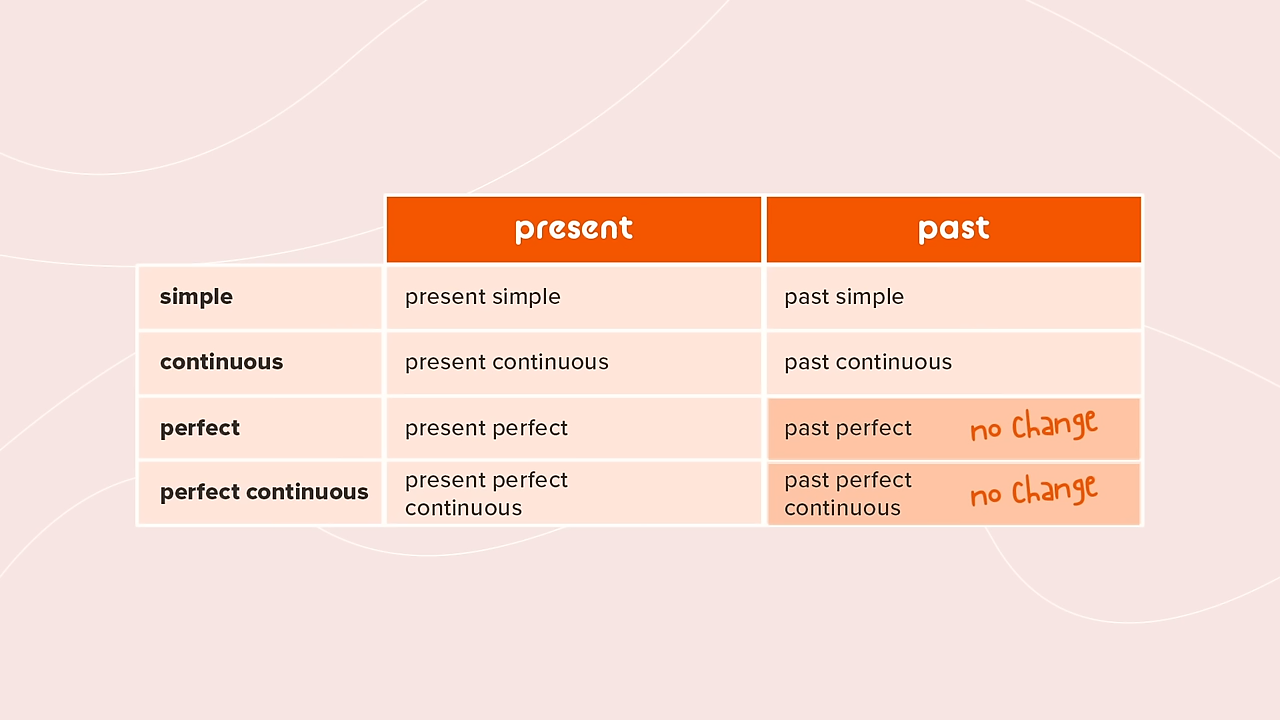 present past
simple present simple past simple
continuous present continuous past continuous
perfect present perfect past perfect no change
perfect continuous present perfect continuous past perfect continuous no change